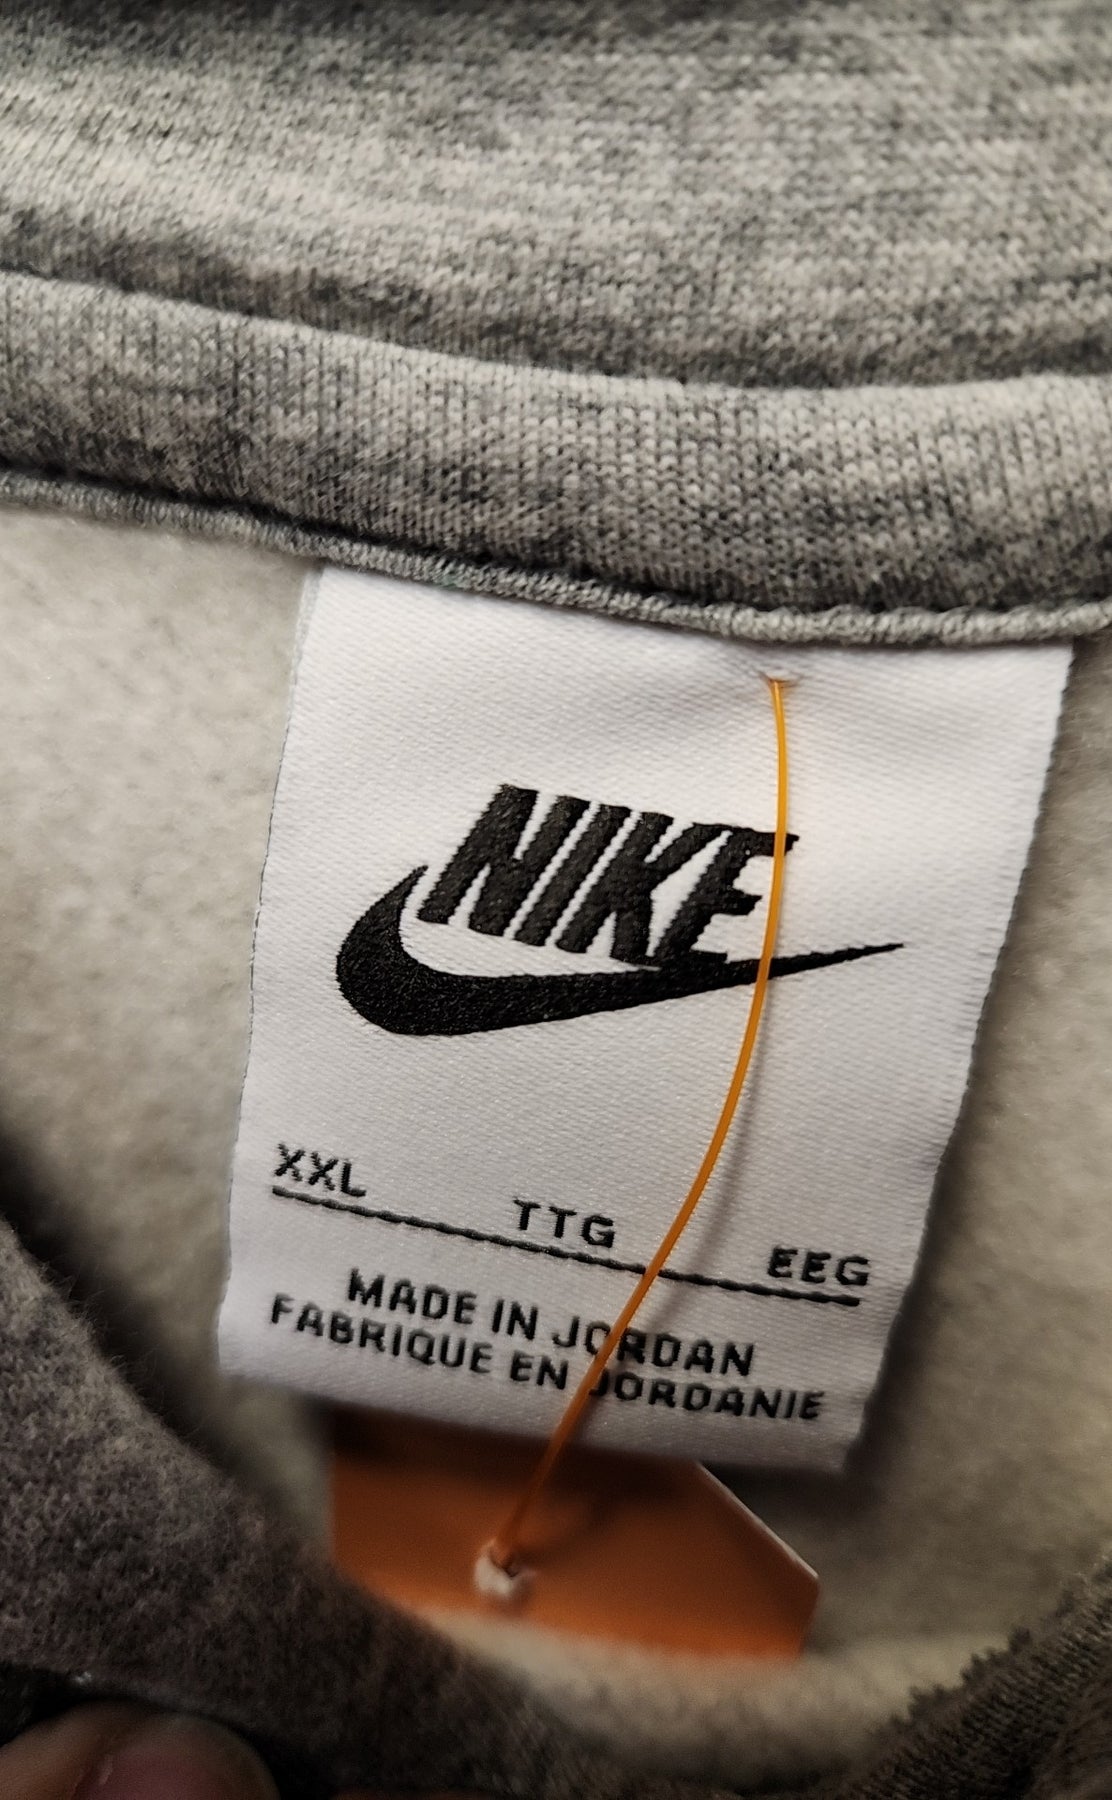 NIKE
XXL TTG EEG
MADE IN JORDAN
FABRIQUE EN JORDANIE